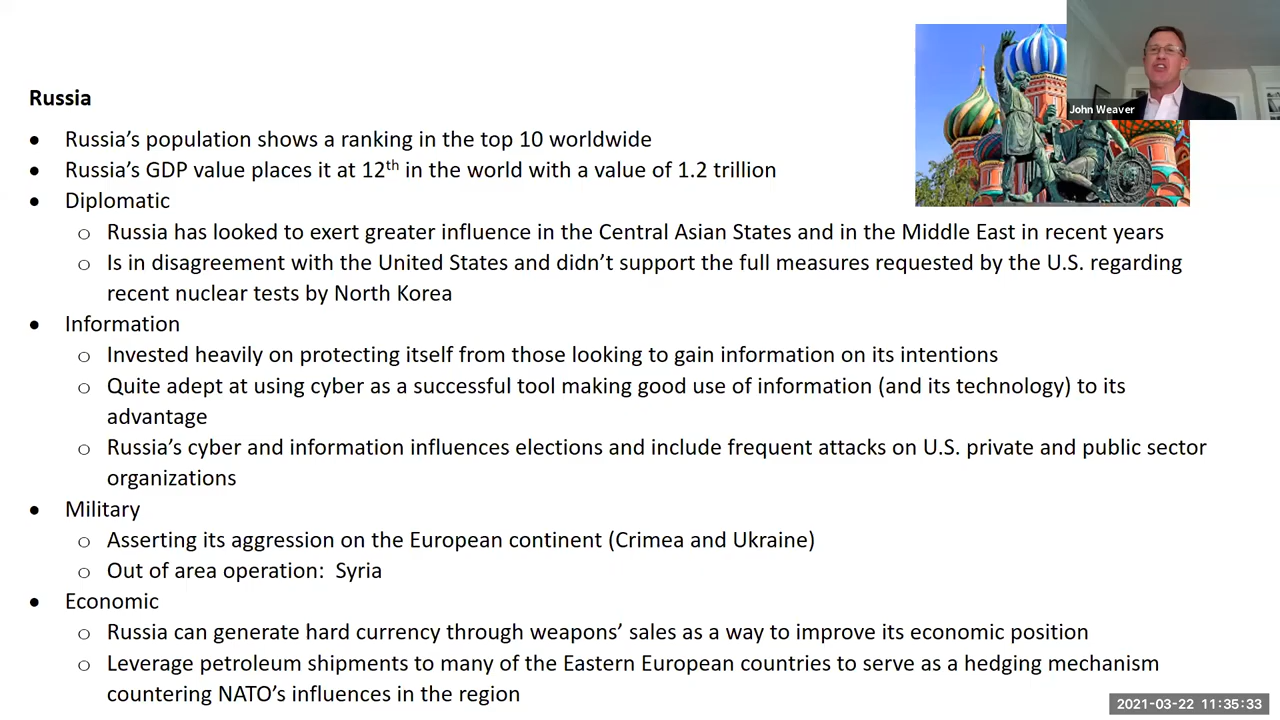 John Weaver
Russia
• Russia’s population shows a ranking in the top 10 worldwide
• Russia’s GDP value places it at 12th in the world with a value of 1.2 trillion
• Diplomatic
○ Russia has looked to exert greater influence in the Central Asian States and in the Middle East in recent years
○ Is in disagreement with the United States and didn’t support the full measures requested by the U.S. regarding
recent nuclear tests by North Korea
• Information
○ Invested heavily on protecting itself from those looking to gain information on its intentions
○ Quite adept at using cyber as a successful tool making good use of information (and its technology) to its
advantage
○ Russia’s cyber and information influences elections and include frequent attacks on U.S. private and public sector
organizations
• Military
○ Asserting its aggression on the European continent (Crimea and Ukraine)
○ Out of area operation:  Syria
• Economic
○ Russia can generate hard currency through weapons’ sales as a way to improve its economic position
○ Leverage petroleum shipments to many of the Eastern European countries to serve as a hedging mechanism
countering NATO’s influences in the region
2021-03-22 11:35:33